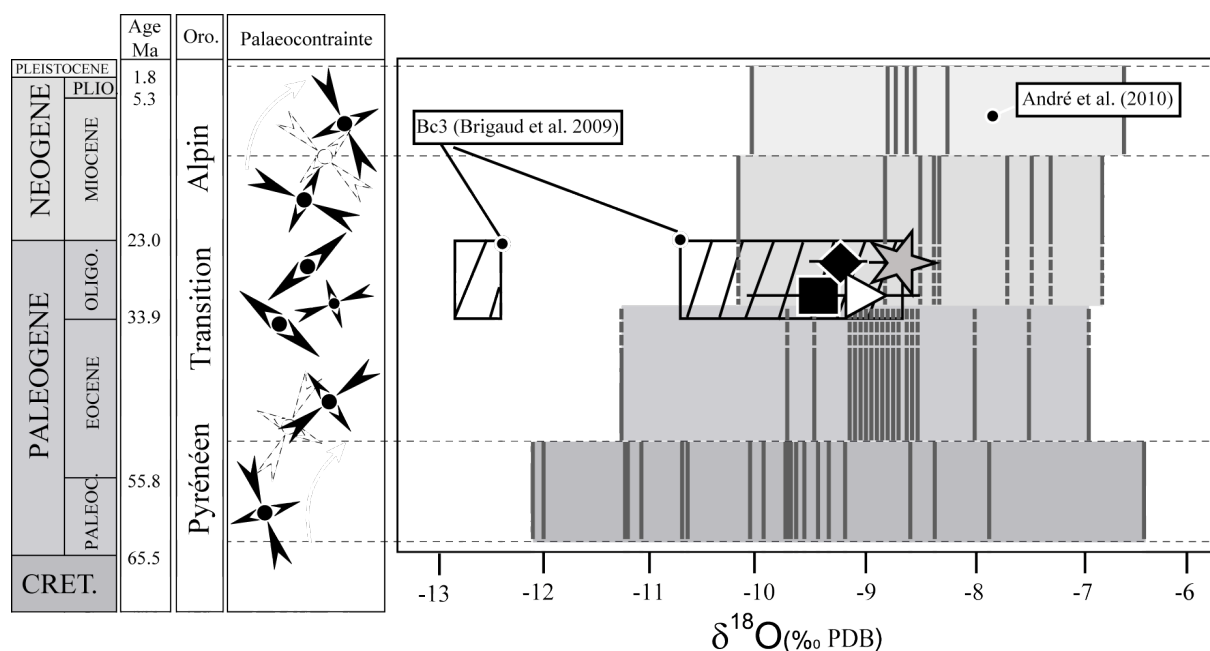 Age
Ma
Oro.
Palaeocontrainte
PLEISTOCENE
PLIO.
NEOGENE
MIOCENE
OLIGO.
PALEOGENE
EOCENE
PALEOC.
CRET.
1.8
5.3
23.0
33.9
55.8
65.5
Alpin
Transition
Pyrénéen
Bc3 (Brigaud et al. 2009)
André et al. (2010)
-13
-12
-11
-10
-9
-8
-7
-6
δ¹⁸O(‰ PDB)